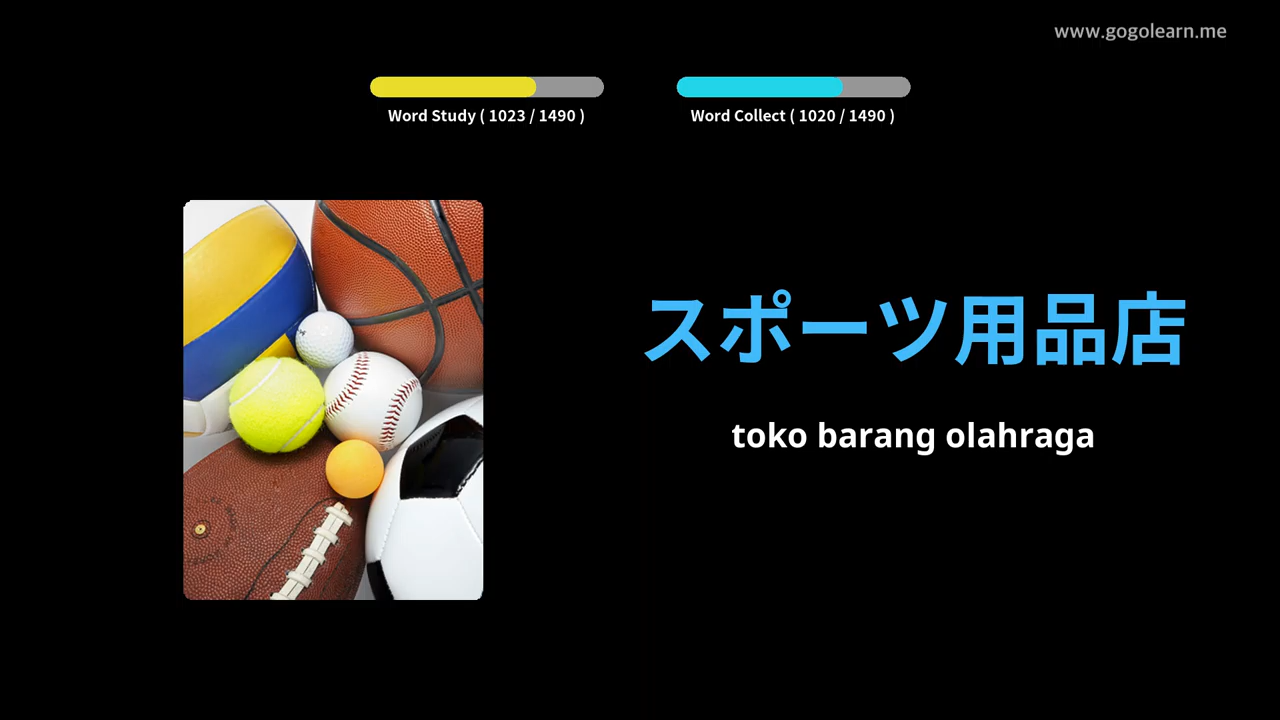 www.gogolearn.me
Word Study ( 1023 / 1490 )
Word Collect ( 1020 / 1490 )
スポーツ用品店
toko barang olahraga